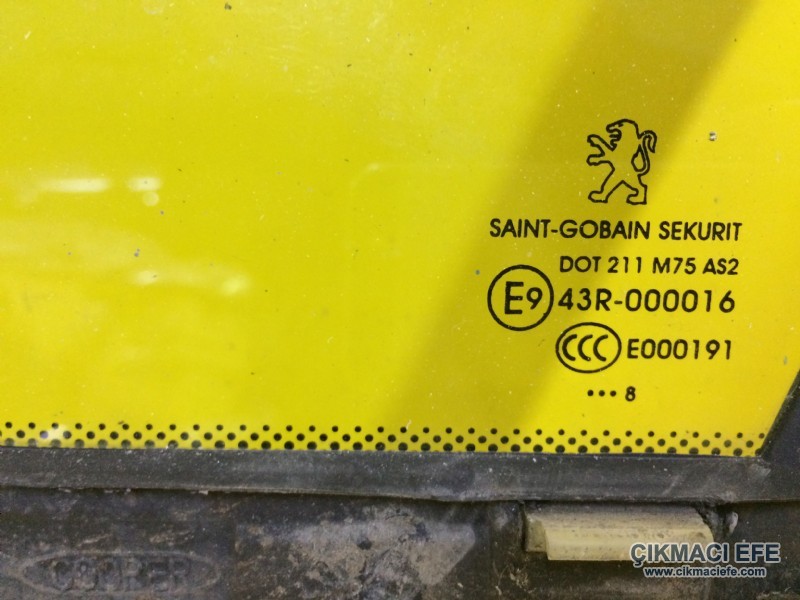 SAINT-GOBAIN SEKURIT
DOT 211 M75 AS2
E9 43R-000016
CCC E000191
••• 8
ÇIKMACI EFE
www.cikmaciefe.com